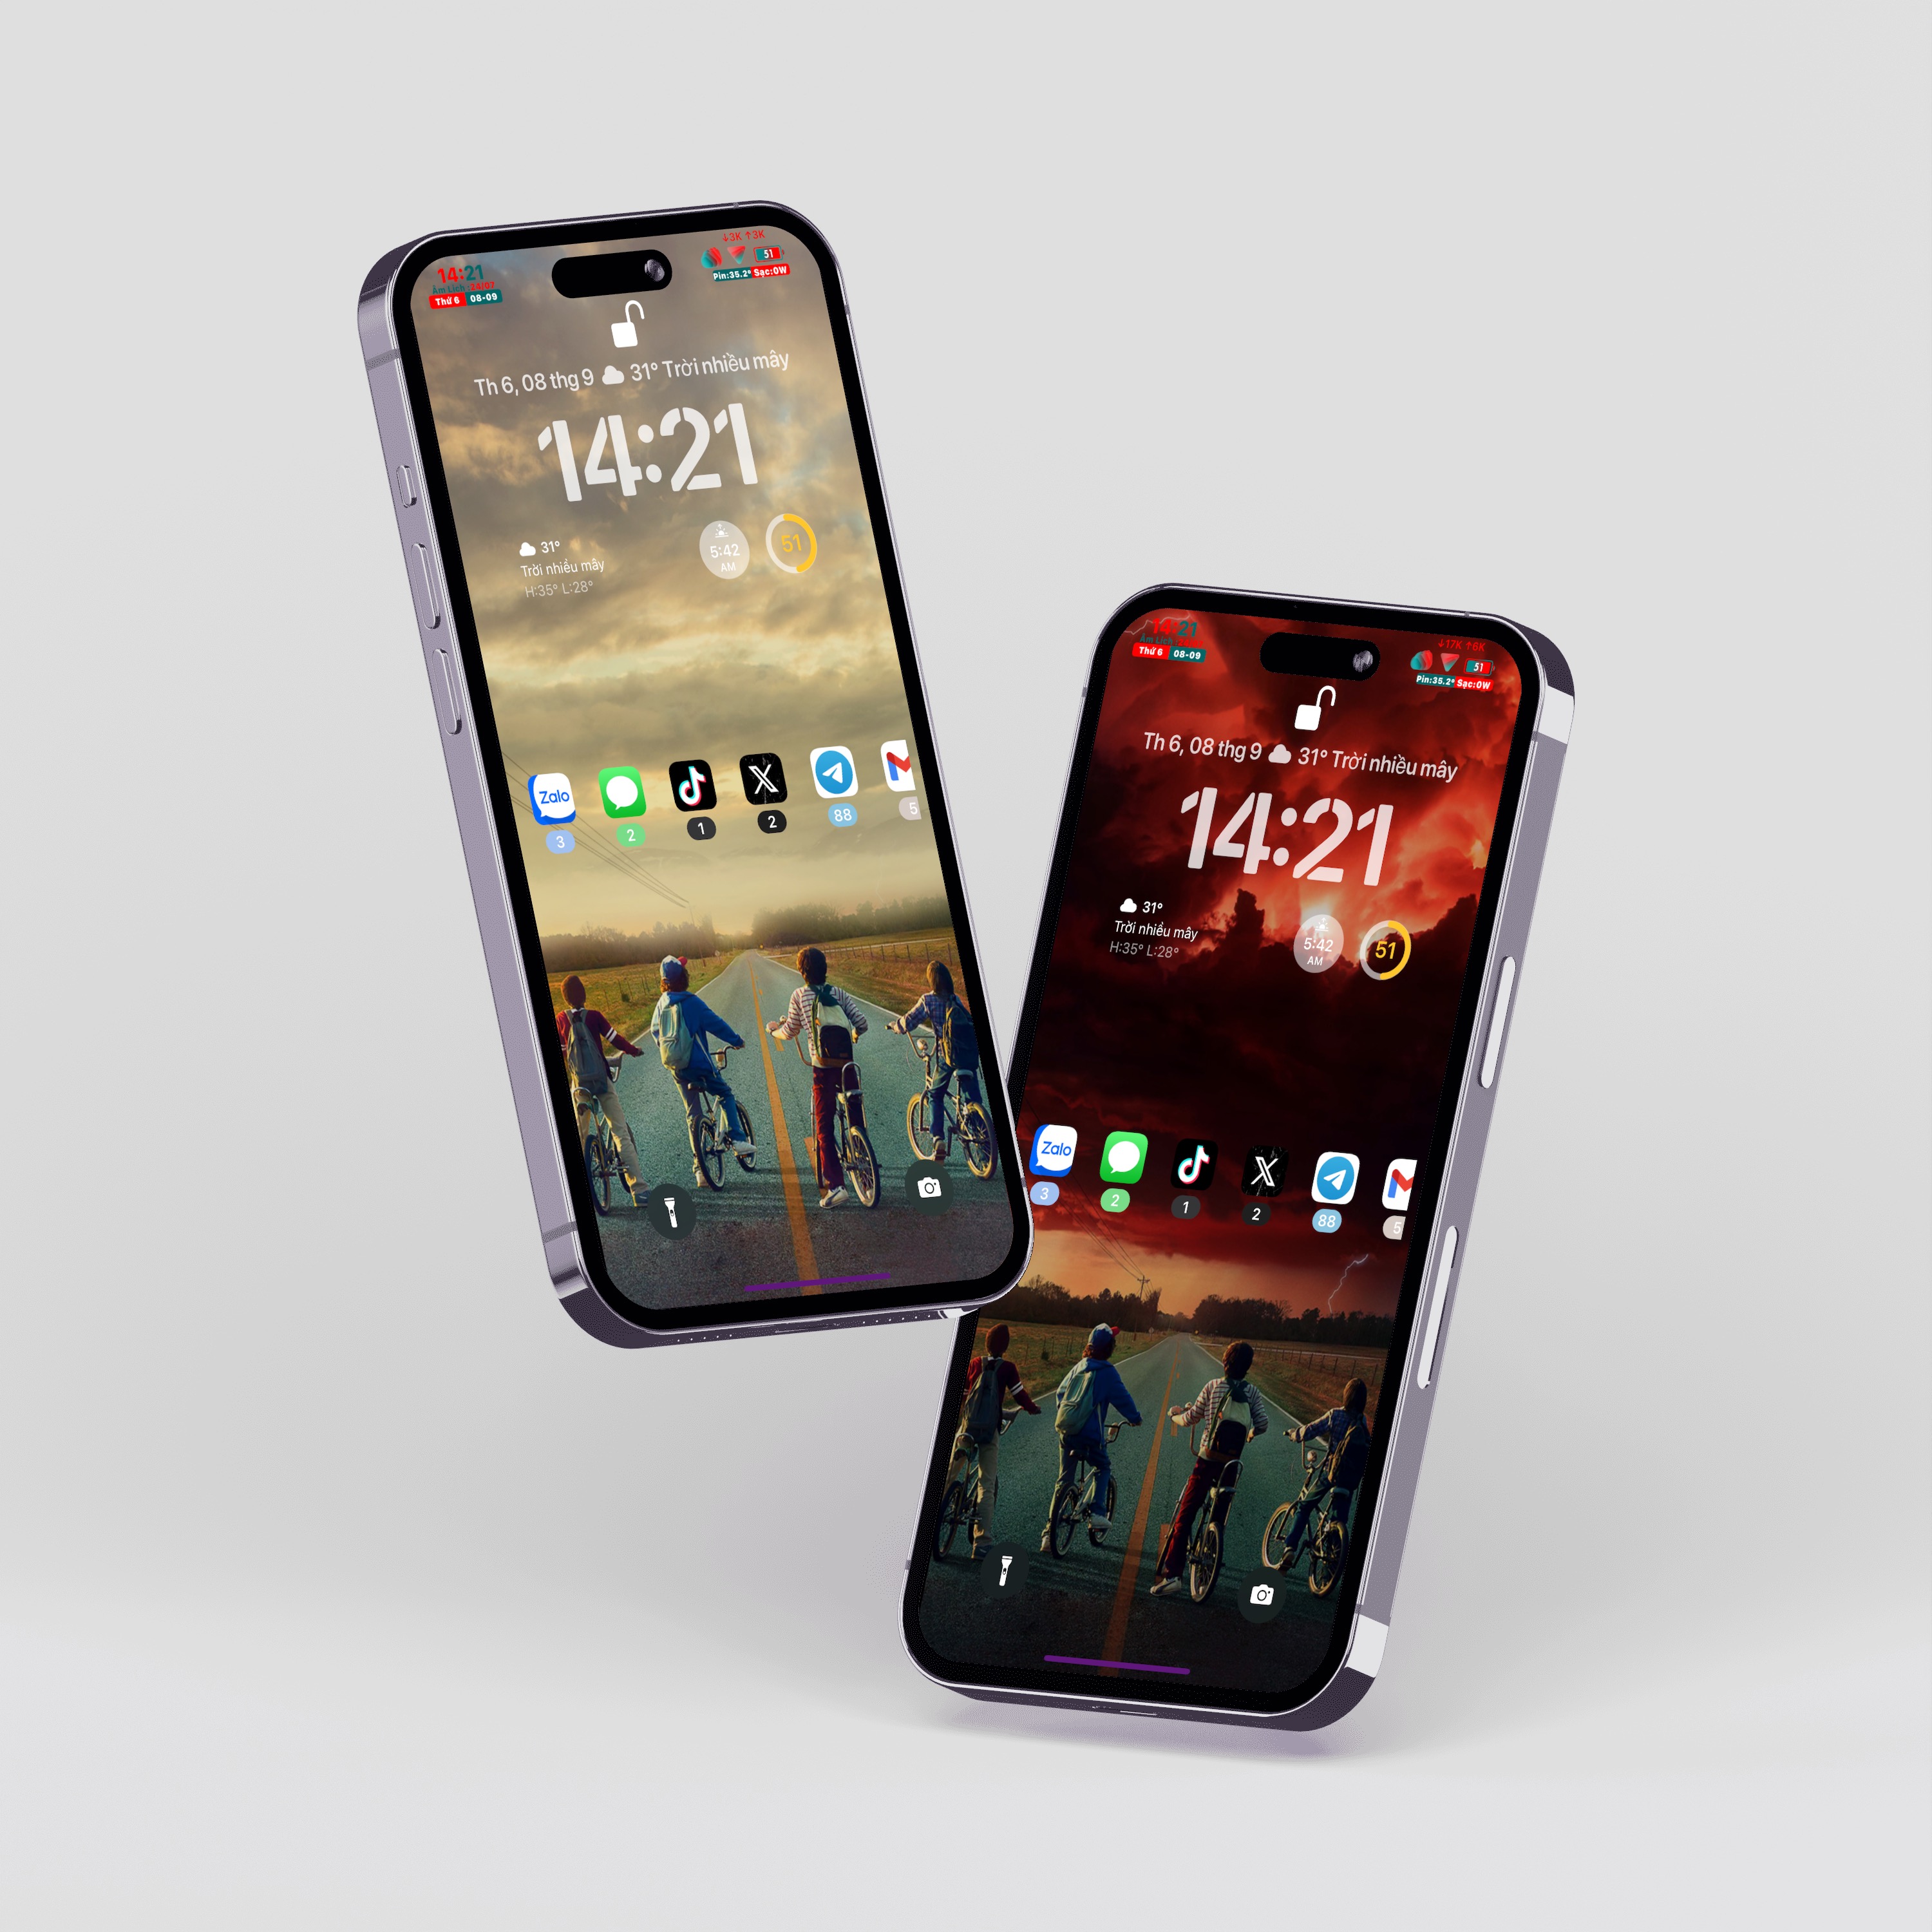 14:21
Âm Lịch :24/07
Thứ 6 08-09
↓3K ↑3K
51
Pin:35.2° Sạc:0W
Th 6, 08 thg 9 31° Trời nhiều mây
14:21
31°
Trời nhiều mây
H:35° L:28°
5:42
AM
51
Zalo
3 2 1 2 88 5
14:21
Âm Lịch
Thứ 6 08-09
↓17K ↑6K
51
Pin:35.2° Sạc:0W
Th 6, 08 thg 9 31° Trời nhiều mây
14:21
31°
Trời nhiều mây
H:35° L:28°
5:42
AM
51
Zalo
3 2 1 2 88 5